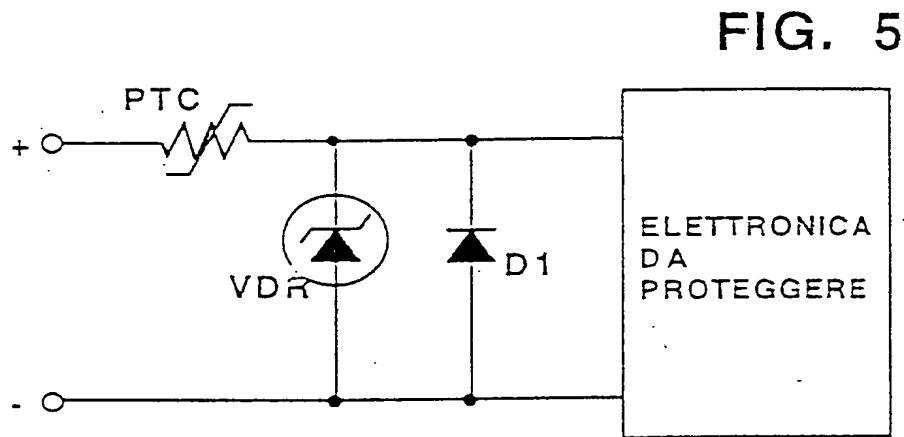 FIG. 5
PTC
+
VDR
D1
ELETTRONICA
DA
PROTEGGERE
-